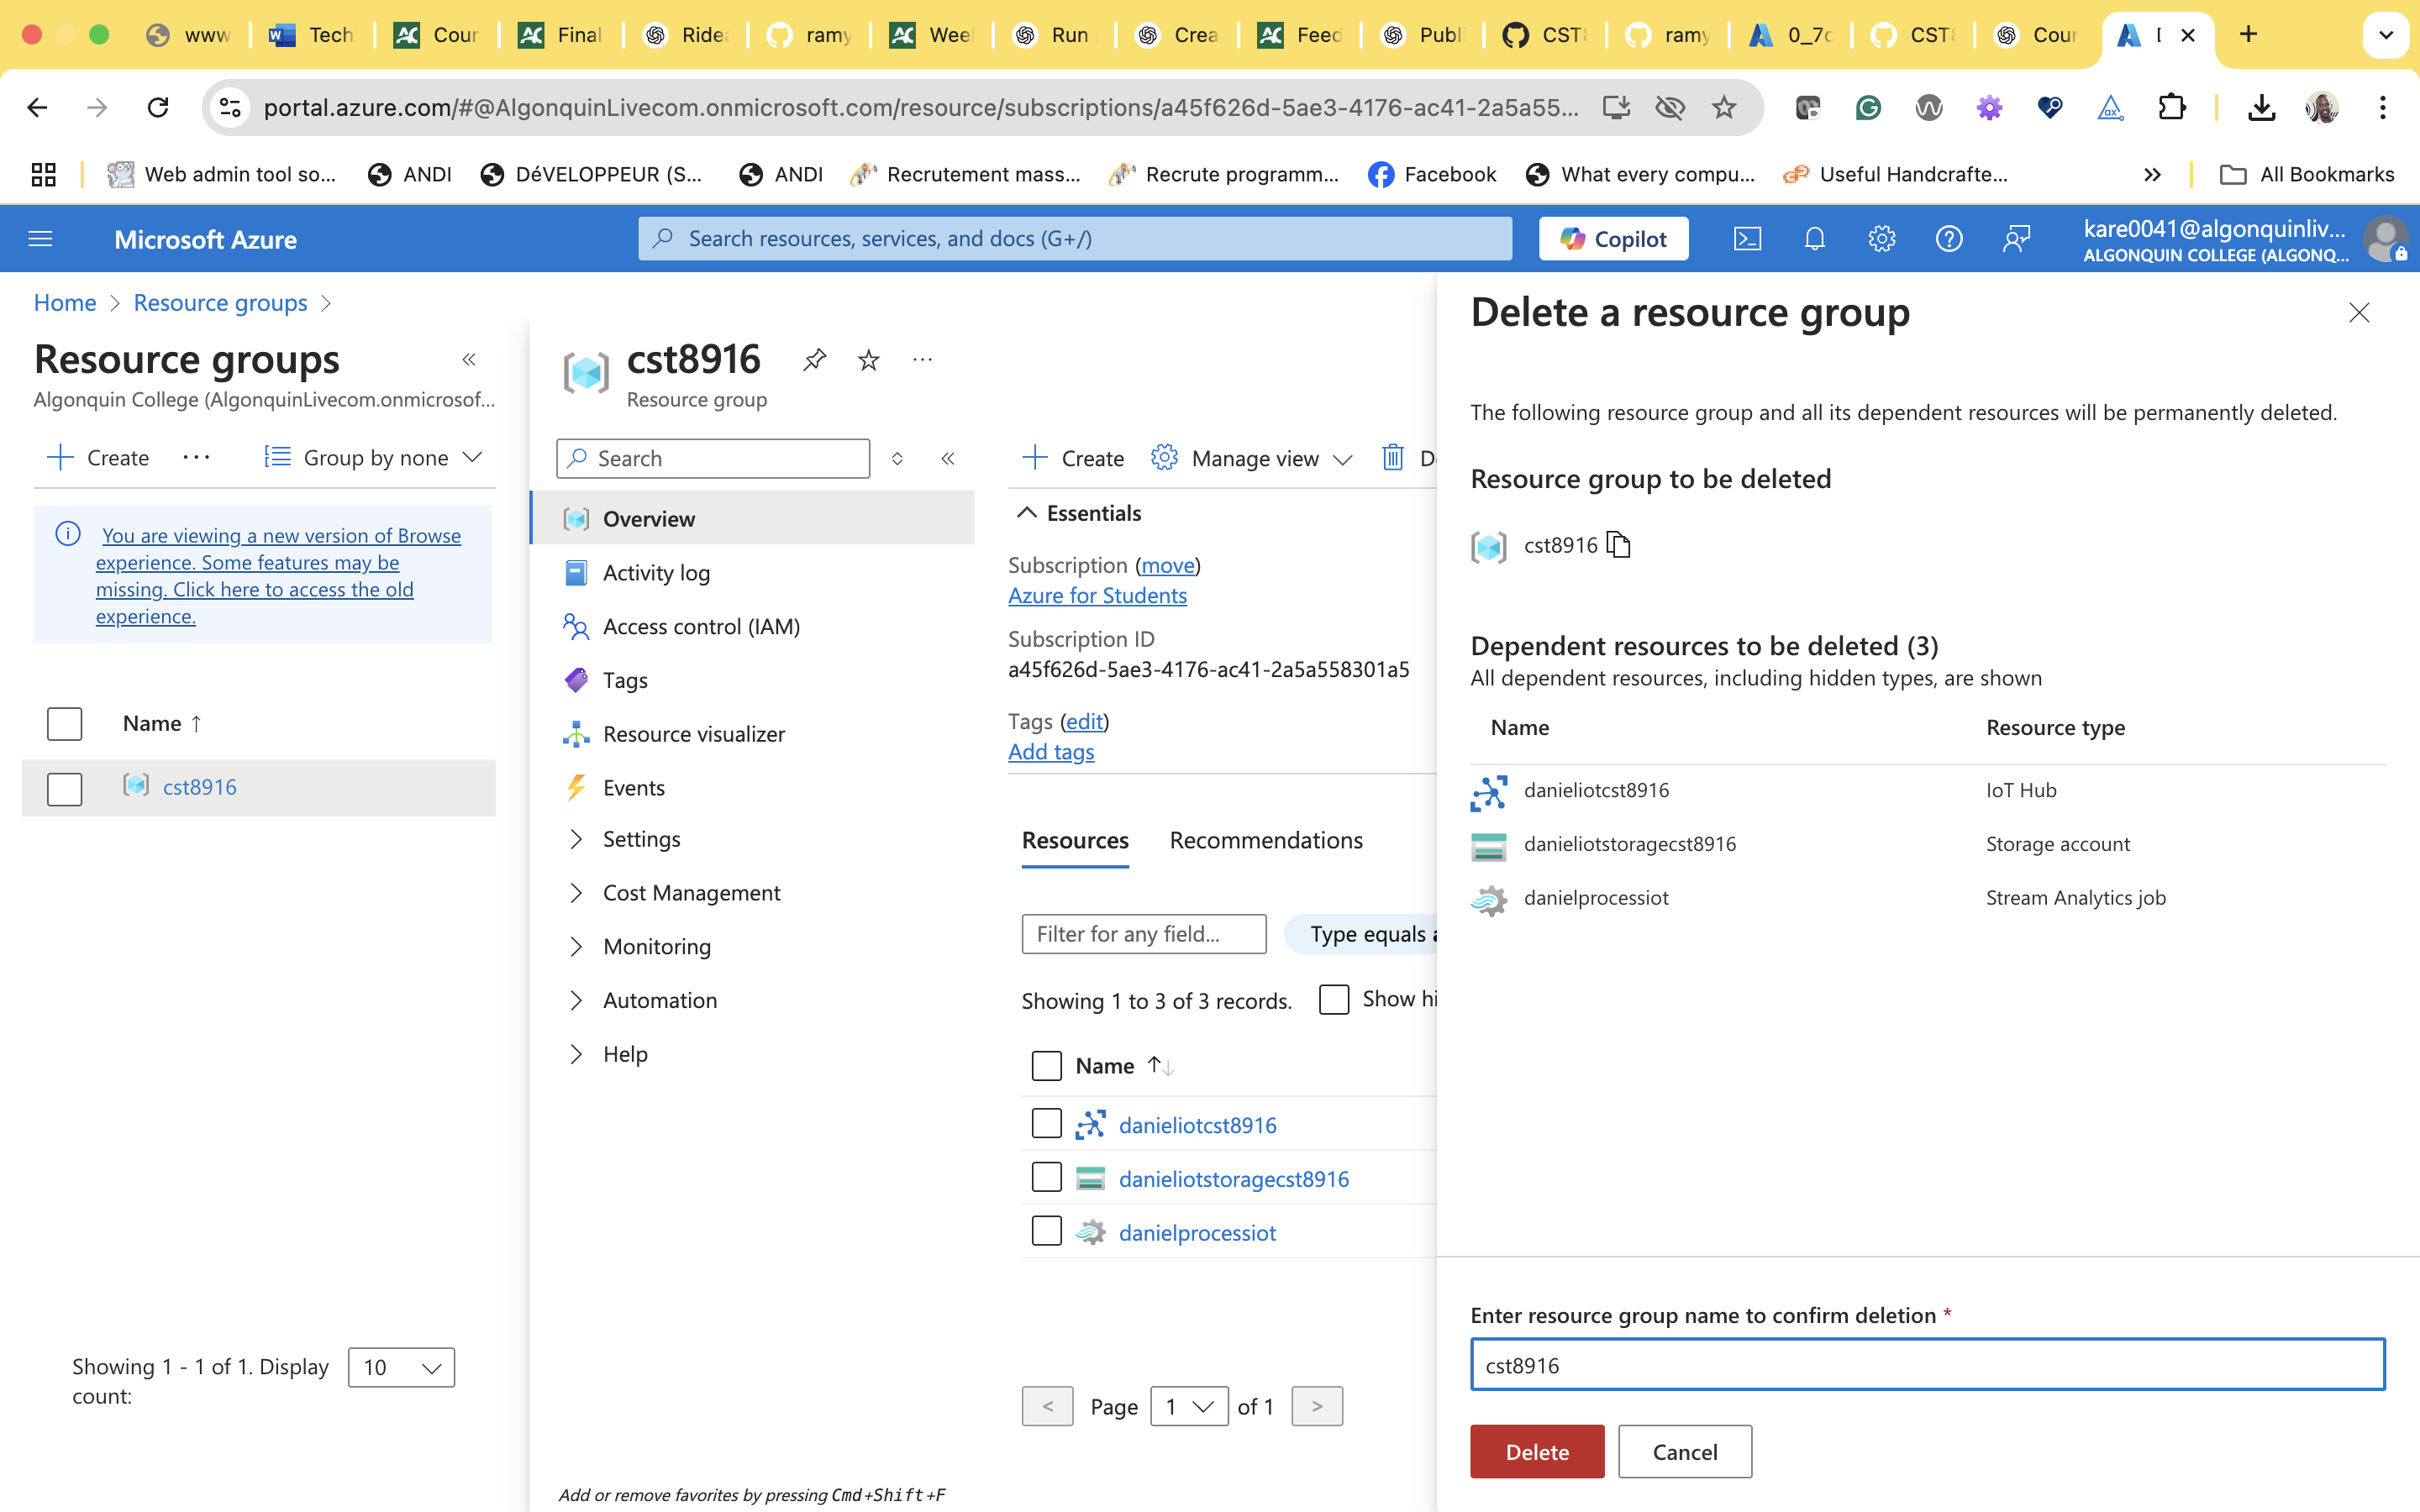 www
Tech
Cour
Final
Ride
ramy
Weel
Run
Crea
Feed
Publ
CST8
ramy
0_7c
CST8
Cour
portal.azure.com/#@AlgonquinLivecom.onmicrosoft.com/resource/subscriptions/a45f626d-5ae3-4176-ac41-2a5a55...
Web admin tool so...
ANDI
DéVELOPPEUR (S...
ANDI
Recrutement mass...
Recrute programm...
Facebook
What every compu...
Useful Handcrafte...
All Bookmarks
Microsoft Azure
Search resources, services, and docs (G+/)
Copilot
kare0041@algonquinliv...
ALGONQUIN COLLEGE (ALGONQ...
Home > Resource groups >
Resource groups
Algonquin College (AlgonquinLivecom.onmicrosof...
Create
Group by none
You are viewing a new version of Browse
experience. Some features may be
missing. Click here to access the old
experience.
Name ↑
cst8916
Showing 1 - 1 of 1. Display
count:
10
cst8916
Resource group
Search
Overview
Activity log
Access control (IAM)
Tags
Resource visualizer
Events
Settings
Cost Management
Monitoring
Automation
Help
Add or remove favorites by pressing Cmd+Shift+F
Create
Manage view
Essentials
Subscription (move)
Azure for Students
Subscription ID
a45f626d-5ae3-4176-ac41-2a5a558301a5
Tags (edit)
Add tags
Resources
Recommendations
Filter for any field...
Type equals
Showing 1 to 3 of 3 records.
Show hi
Name ↑↓
danieliotcst8916
danieliotstoragecst8916
danielprocessiot
< Page 1 of 1 >
Delete a resource group
The following resource group and all its dependent resources will be permanently deleted.
Resource group to be deleted
cst8916
Dependent resources to be deleted (3)
All dependent resources, including hidden types, are shown
Name Resource type
danieliotcst8916 IoT Hub
danieliotstoragecst8916 Storage account
danielprocessiot Stream Analytics job
Enter resource group name to confirm deletion *
cst8916
Delete
Cancel